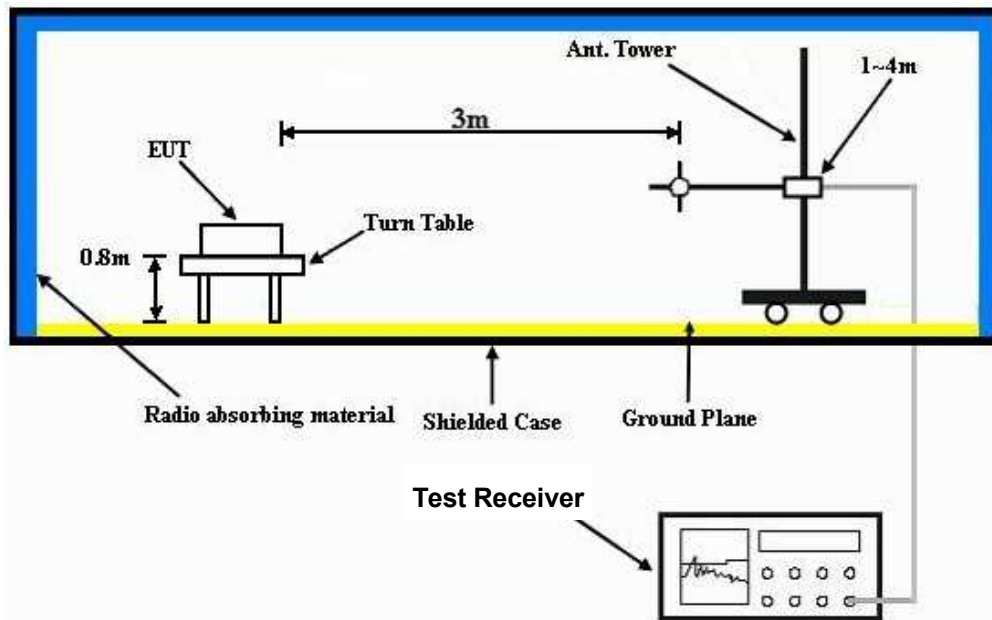 Ant. Tower
1~4m
3m
EUT
Turn Table
0.8m
Radio absorbing material
Shielded Case
Ground Plane
Test Receiver